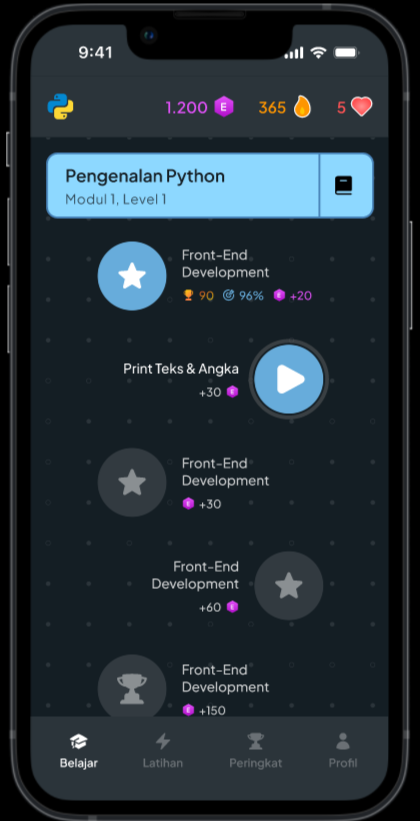 9:41
1.200 E 365 5
Pengenalan Python
Modul 1, Level 1
Front-End
Development
90 96% E +20
Print Teks & Angka
+30 E
Front-End
Development
E +30
Front-End
Development
+60 E
Front-End
Development
E +150
Belajar Latihan Peringkat Profil